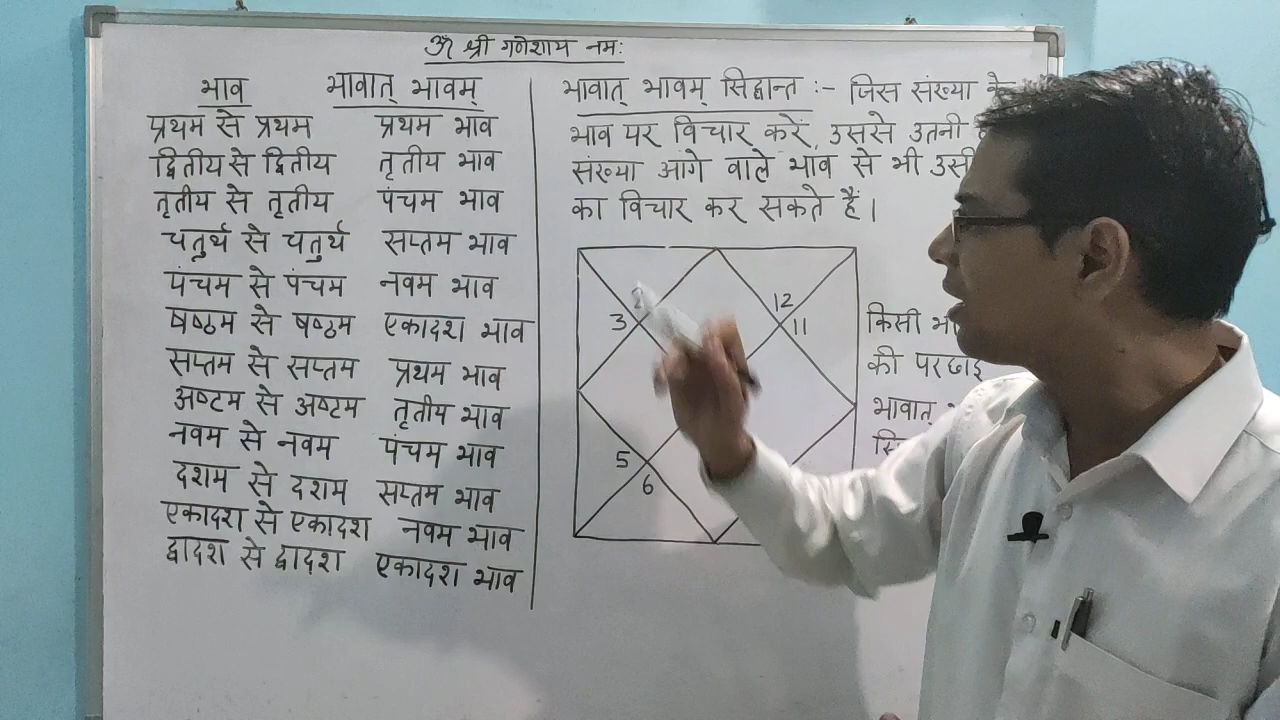 ॐ श्री गणेशाय नमः
भाव भावात् भावम्
प्रथम से प्रथम प्रथम भाव
द्वितीय से द्वितीय तृतीय भाव
तृतीय से तृतीय पंचम भाव
चतुर्थ से चतुर्थ सप्तम भाव
पंचम से पंचम नवम भाव
षष्ठम से षष्ठम एकादश भाव
सप्तम से सप्तम प्रथम भाव
अष्टम से अष्टम तृतीय भाव
नवम से नवम पंचम भाव
दशम से दशम सप्तम भाव
एकादश से एकादश नवम भाव
द्वादश से द्वादश एकादश भाव
भावात् भावम् सिद्वान्त :- जिस संख्या के
भाव पर विचार करें, उससे उतनी
संख्या आगे वाले भाव से भी उसी
का विचार कर सकते हैं।
2 12
3 11
5
6
किसी
की परछाई
भावात्